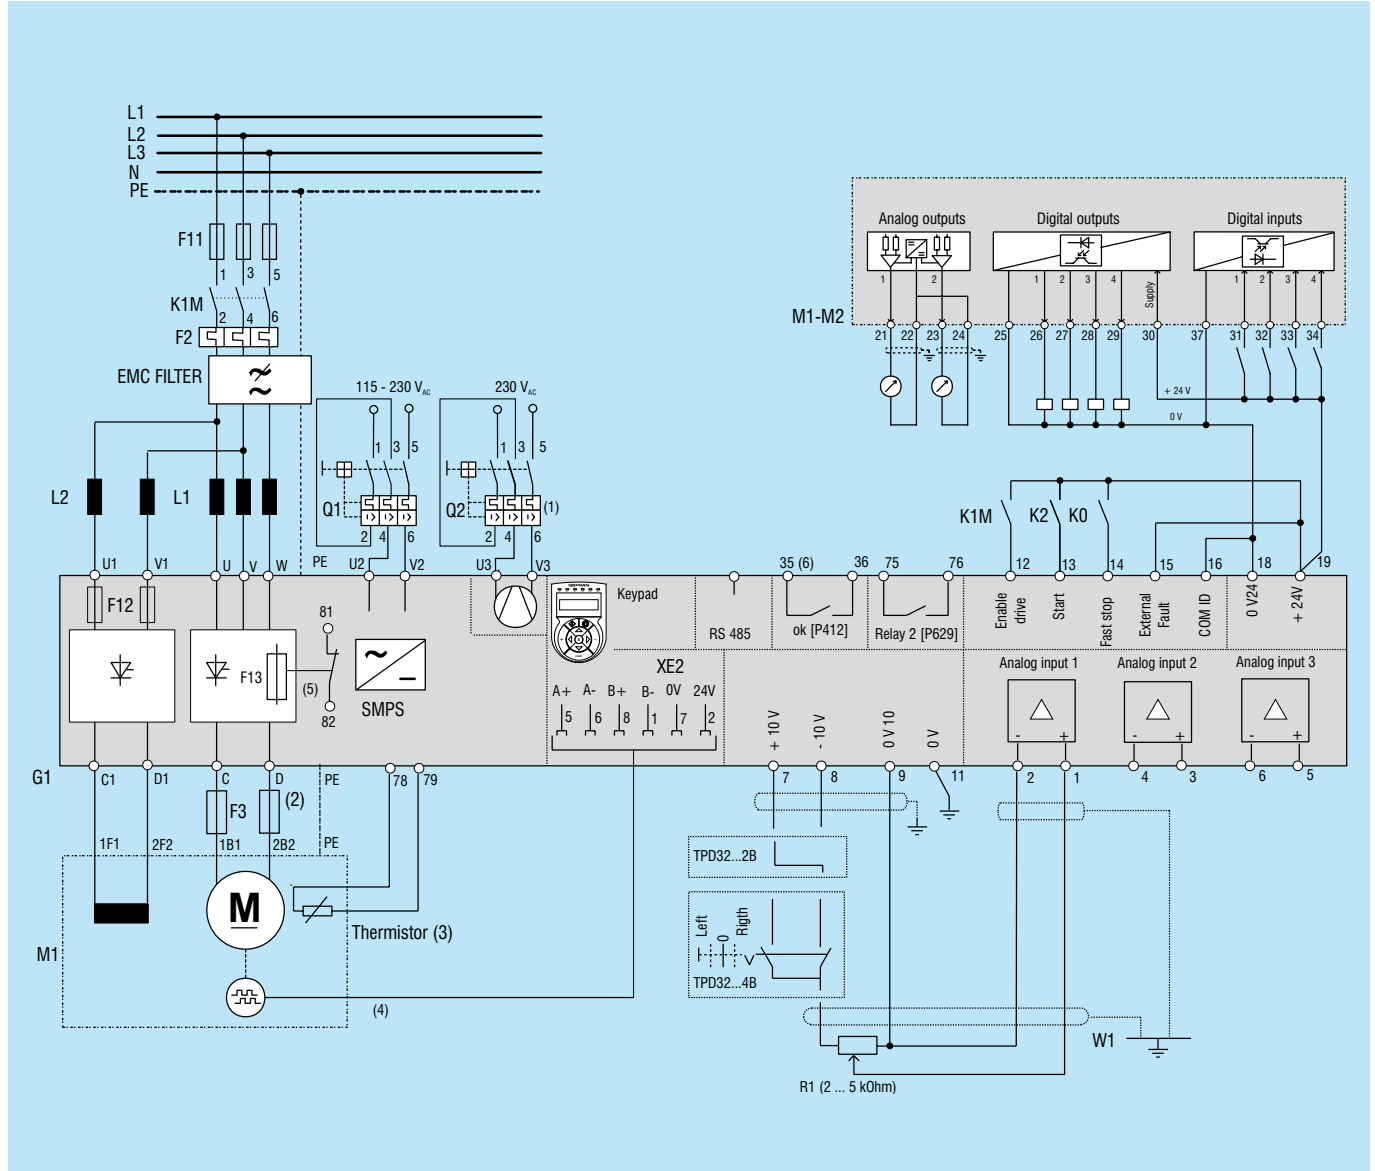 L1
L2
L3
N
PE
F11
1 3 5
K1M
2 4 6
F2
EMC FILTER
L2 L1
115 - 230 VAC
1 3 5
Q1
2 4 6
230 VAC
1 3 5
Q2 (1)
2 4 6
Analog outputs Digital outputs Digital inputs
1 2 1 2 3 4 Supply 1 2 3 4
M1-M2
21 22 23 24 25 26 27 28 29 30 37 31 32 33 34
+ 24 V
0 V
K1M K2 K0
U1 V1 U V W PE U2 V2 U3 V3
35 (6) 36 75 76 12 13 14 15 16 18 19
F12
81
F13
(5)
82
SMPS
GEFRAN
Keypad
RS 485
ok [P412]
Relay 2 [P629]
Enable drive
Start
Fast stop
External Fault
COM ID
0 V24
+ 24V
XE2
A+ A- B+ B- 0V 24V
5 6 8 1 7 2
+ 10 V
- 10 V
0 V 10
0 V
Analog input 1 Analog input 2 Analog input 3
- + - + - +
G1
C1 D1 C D PE 78 79 7 8 9 11 2 1 4 3 6 5
F3 (2)
1F1 2F2 1B1 2B2 PE
M
Thermistor (3)
M1
(4)
TPD32...2B
Left
0
Rigth
TPD32...4B
W1
R1 (2 ... 5 kOhm)